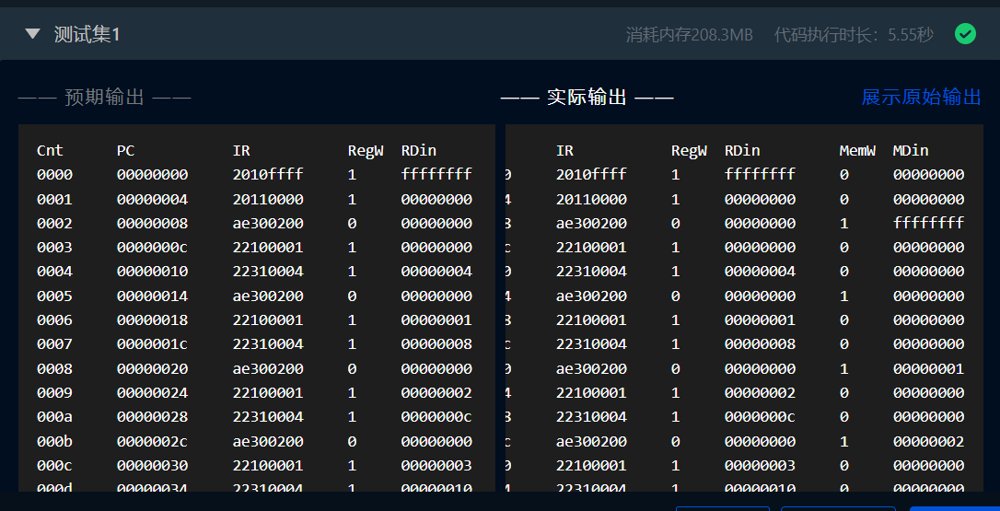 测试集1 消耗内存208.3MB 代码执行时长：5.55秒
—— 预期输出 ——
Cnt PC IR RegW RDin
0000 00000000 2010ffff 1 ffffffff
0001 00000004 20110000 1 00000000
0002 00000008 ae300200 0 00000000
0003 0000000c 22100001 1 00000000
0004 00000010 22310004 1 00000004
0005 00000014 ae300200 0 00000000
0006 00000018 22100001 1 00000001
0007 0000001c 22310004 1 00000008
0008 00000020 ae300200 0 00000000
0009 00000024 22100001 1 00000002
000a 00000028 22310004 1 0000000c
000b 0000002c ae300200 0 00000000
000c 00000030 22100001 1 00000003
000d 00000034 22310004 1 00000010
—— 实际输出 —— 展示原始输出
IR RegW RDin MemW MDin
0 2010ffff 1 ffffffff 0 00000000
4 20110000 1 00000000 0 00000000
8 ae300200 0 00000000 1 ffffffff
c 22100001 1 00000000 0 00000000
0 22310004 1 00000004 0 00000000
4 ae300200 0 00000000 1 00000000
8 22100001 1 00000001 0 00000000
c 22310004 1 00000008 0 00000000
0 ae300200 0 00000000 1 00000001
4 22100001 1 00000002 0 00000000
8 22310004 1 0000000c 0 00000000
c ae300200 0 00000000 1 00000002
0 22100001 1 00000003 0 00000000
4 22310004 1 00000010 0 00000000